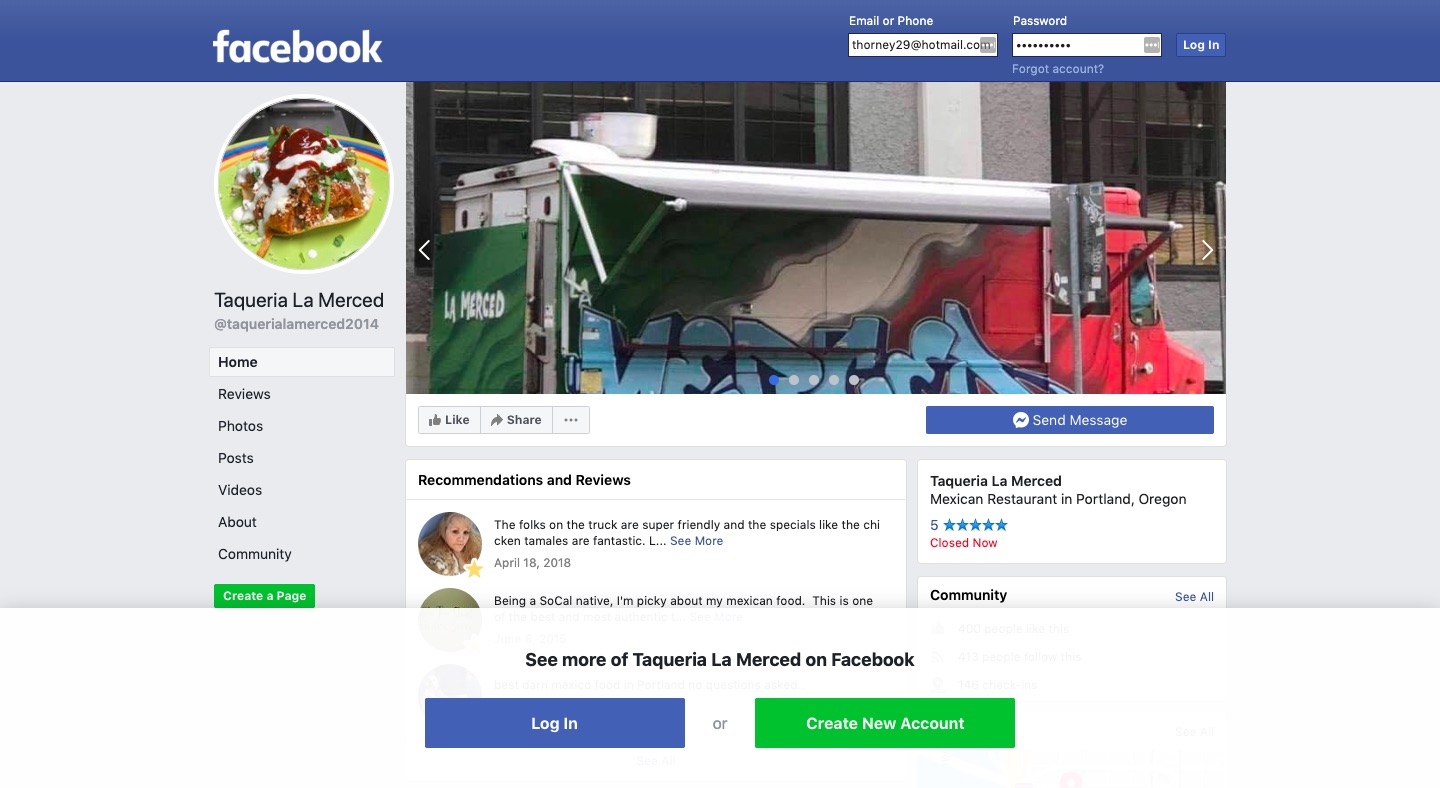 facebook
Email or Phone
Password
thorney29@hotmail.com
••••••••••
Log In
Forgot account?
Taqueria La Merced
@taquerialamerced2014
Home
Reviews
Photos
Posts
Videos
About
Community
Create a Page
LA MERCED
Like
Share
Send Message
Recommendations and Reviews
The folks on the truck are super friendly and the specials like the chi
cken tamales are fantastic. L... See More
April 18, 2018
Being a SoCal native, I'm picky about my mexican food.  This is one
of the best and most authentic t... See More
best darn mexico food in Portland no questions asked.
See All
Taqueria La Merced
Mexican Restaurant in Portland, Oregon
5
Closed Now
Community
See All
400 people like this
413 people follow this
146 check-ins
See All
See more of Taqueria La Merced on Facebook
Log In
or
Create New Account